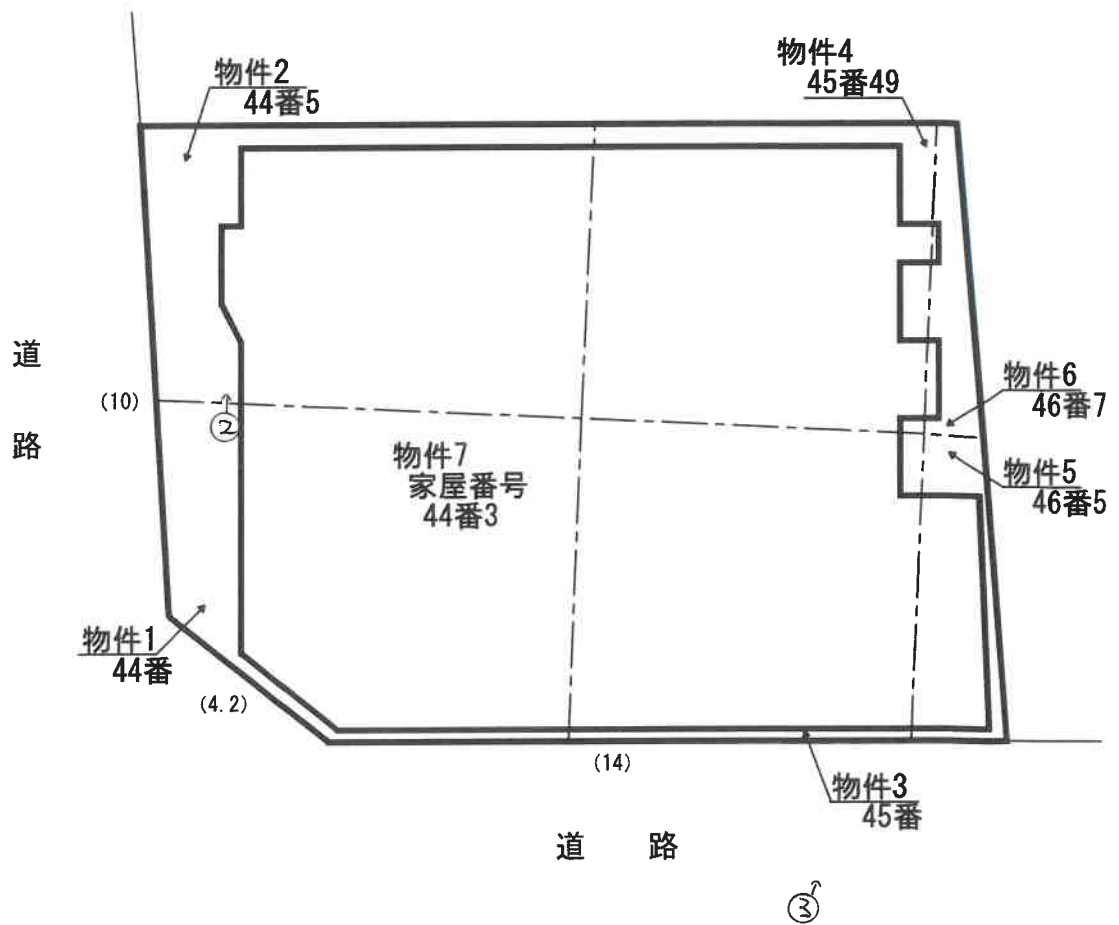 物件2
44番5
物件4
45番49
道
路
(10)
②
物件7
家屋番号
44番3
物件6
46番7
物件5
46番5
物件1
44番
(4.2)
(14)
物件3
45番
道 路
③